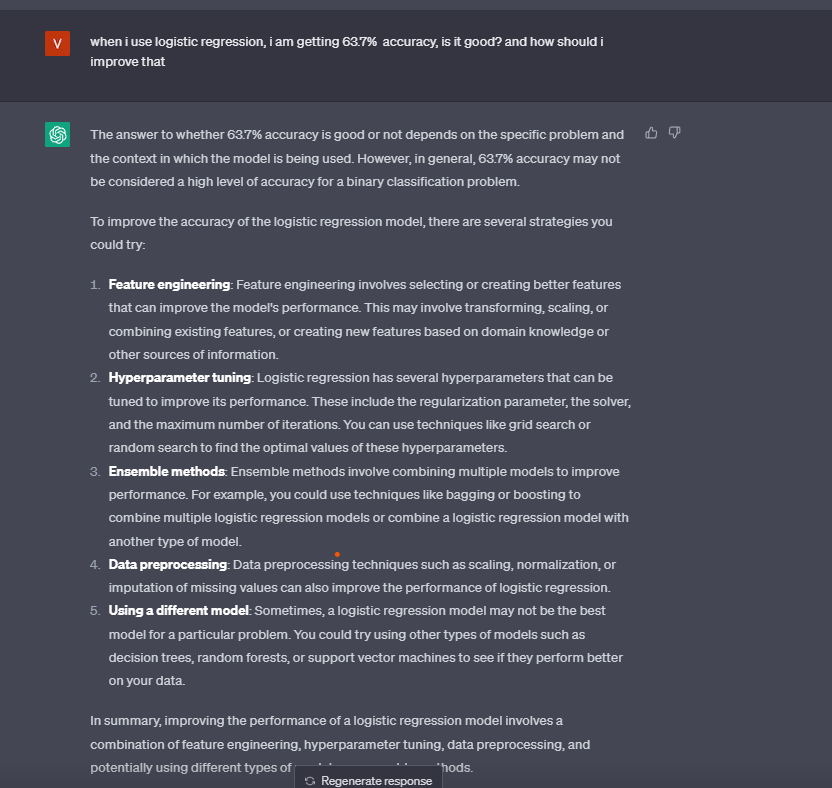 V
when i use logistic regression, i am getting 63.7% accuracy, is it good? and how should i
improve that
The answer to whether 63.7% accuracy is good or not depends on the specific problem and
the context in which the model is being used. However, in general, 63.7% accuracy may not
be considered a high level of accuracy for a binary classification problem.
To improve the accuracy of the logistic regression model, there are several strategies you
could try:
1. Feature engineering: Feature engineering involves selecting or creating better features
that can improve the model's performance. This may involve transforming, scaling, or
combining existing features, or creating new features based on domain knowledge or
other sources of information.
2. Hyperparameter tuning: Logistic regression has several hyperparameters that can be
tuned to improve its performance. These include the regularization parameter, the solver,
and the maximum number of iterations. You can use techniques like grid search or
random search to find the optimal values of these hyperparameters.
3. Ensemble methods: Ensemble methods involve combining multiple models to improve
performance. For example, you could use techniques like bagging or boosting to
combine multiple logistic regression models or combine a logistic regression model with
another type of model.
4. Data preprocessing: Data preprocessing techniques such as scaling, normalization, or
imputation of missing values can also improve the performance of logistic regression.
5. Using a different model: Sometimes, a logistic regression model may not be the best
model for a particular problem. You could try using other types of models such as
decision trees, random forests, or support vector machines to see if they perform better
on your data.
In summary, improving the performance of a logistic regression model involves a
combination of feature engineering, hyperparameter tuning, data preprocessing, and
potentially using different types of
Regenerate response